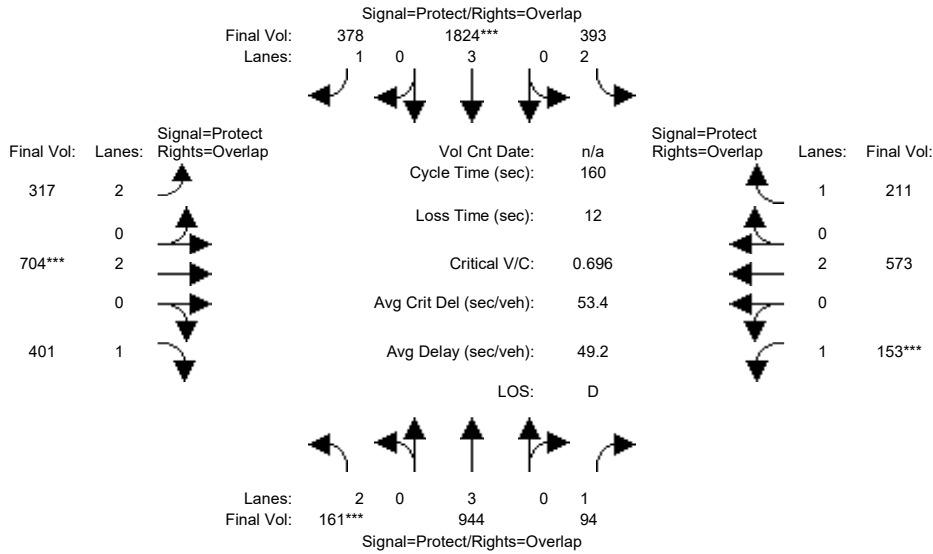 Signal=Protect/Rights=Overlap
Final Vol: 378 1824*** 393
Lanes: 1 0 3 0 2
Signal=Protect
Final Vol: Lanes: Rights=Overlap
Vol Cnt Date: n/a
Signal=Protect
Rights=Overlap Lanes: Final Vol:
Cycle Time (sec): 160
317 2
1 211
Loss Time (sec): 12
0
0
704*** 2
Critical V/C: 0.696
2 573
0
Avg Crit Del (sec/veh): 53.4
0
401 1
Avg Delay (sec/veh): 49.2
1 153***
LOS: D
Lanes: 2 0 3 0 1
Final Vol: 161*** 944 94
Signal=Protect/Rights=Overlap